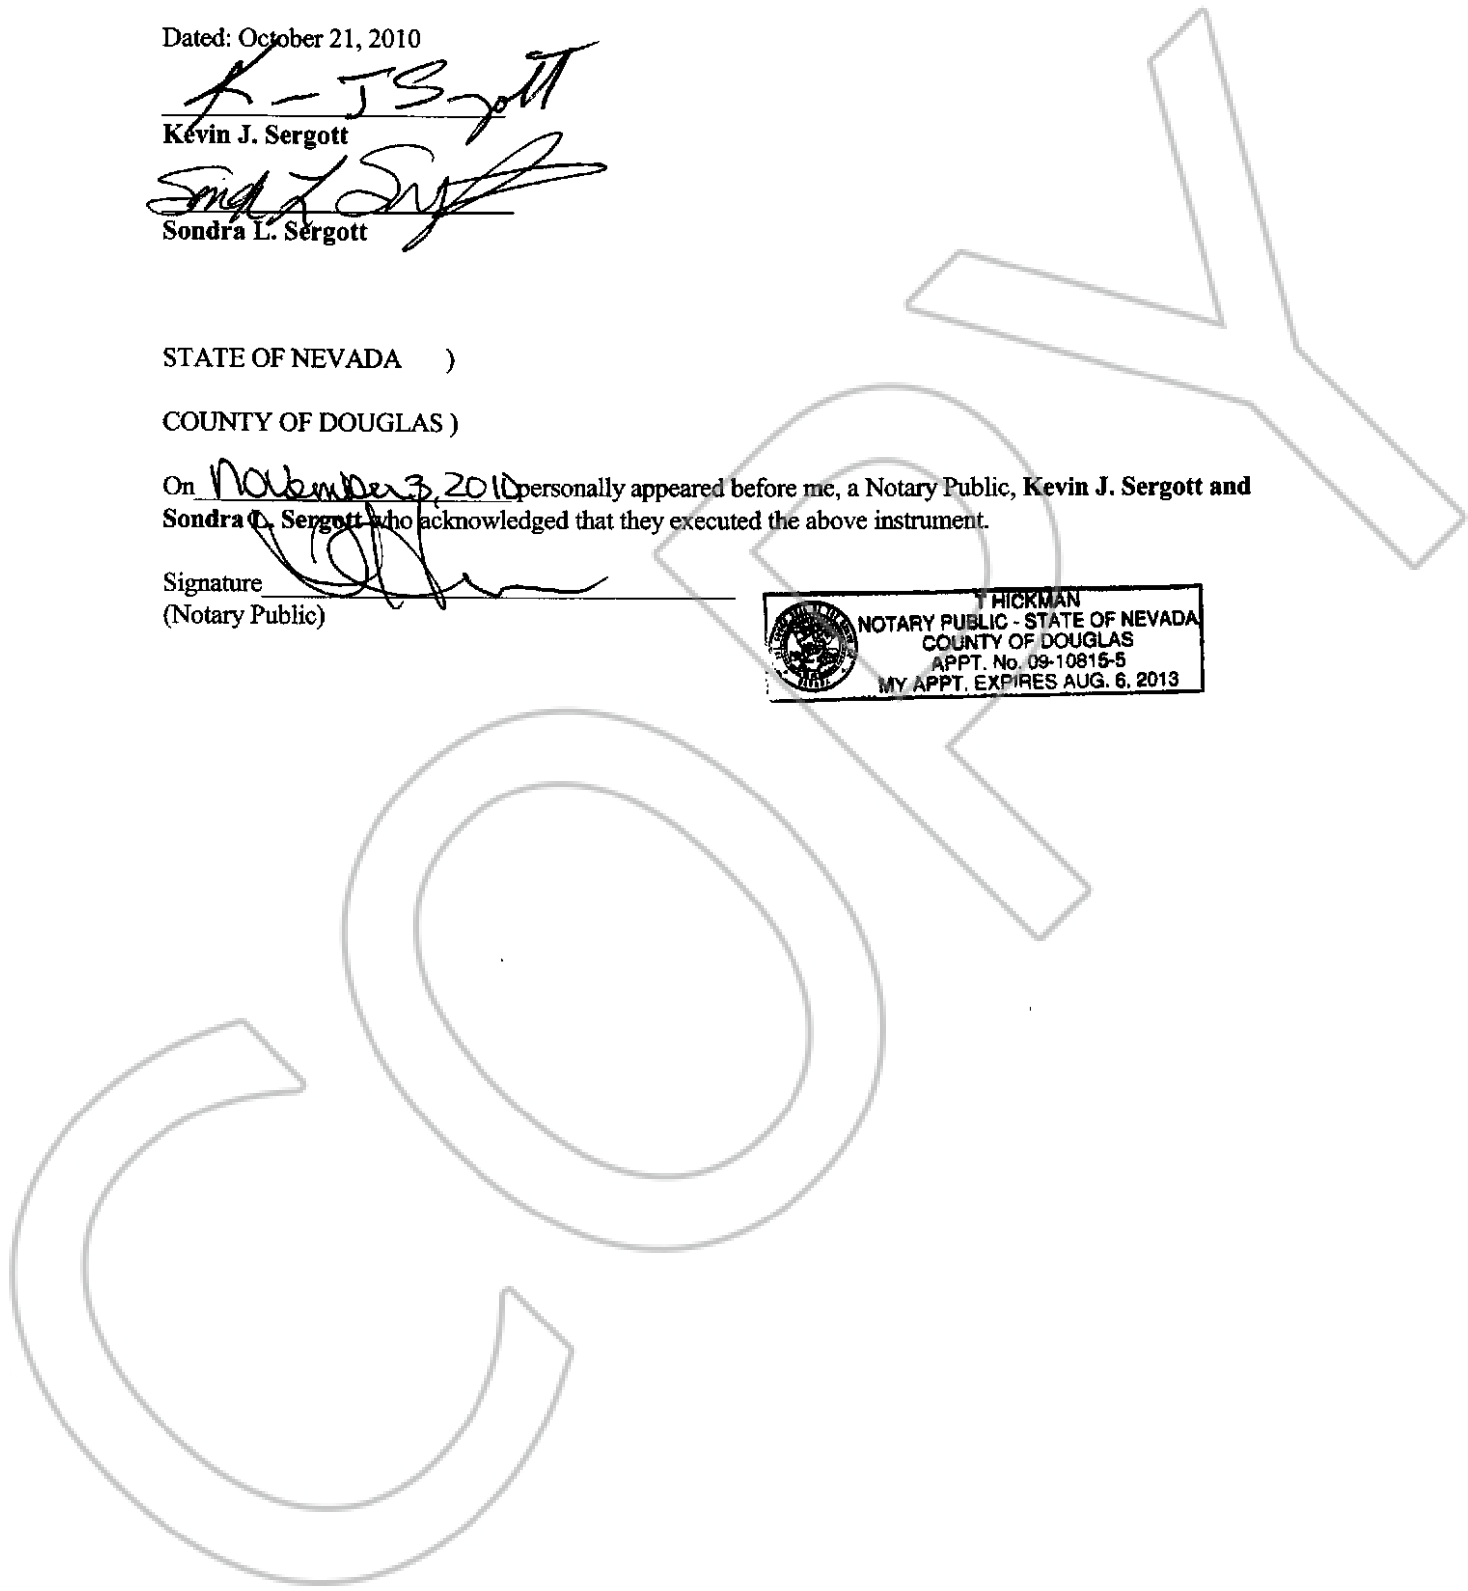 Dated: October 21, 2010
K - J Sergott
Kevin J. Sergott
Sondra L Sergott
Sondra L. Sergott
STATE OF NEVADA )
COUNTY OF DOUGLAS )
On November 3, 2010 personally appeared before me, a Notary Public, Kevin J. Sergott and
Sondra L. Sergott who acknowledged that they executed the above instrument.
Signature
(Notary Public)
T HICKMAN
NOTARY PUBLIC - STATE OF NEVADA
COUNTY OF DOUGLAS
APPT. No. 09-10815-5
MY APPT. EXPIRES AUG. 6, 2013
COPY